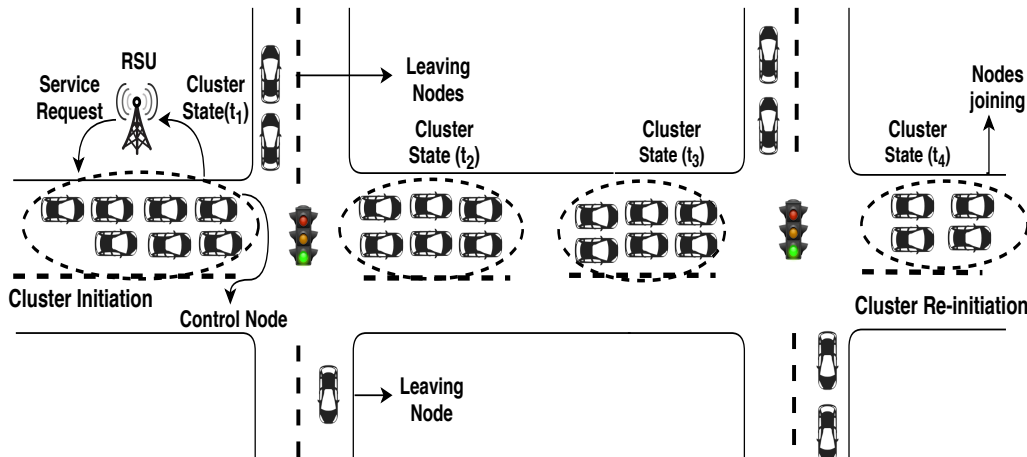 RSU
Service
Request
Cluster
State(t₁)
Leaving
Nodes
Cluster
State (t₂)
Cluster
State (t₃)
Cluster
State (t₄)
Nodes
joining
Cluster Initiation
Control Node
Cluster Re-initiation
Leaving
Node